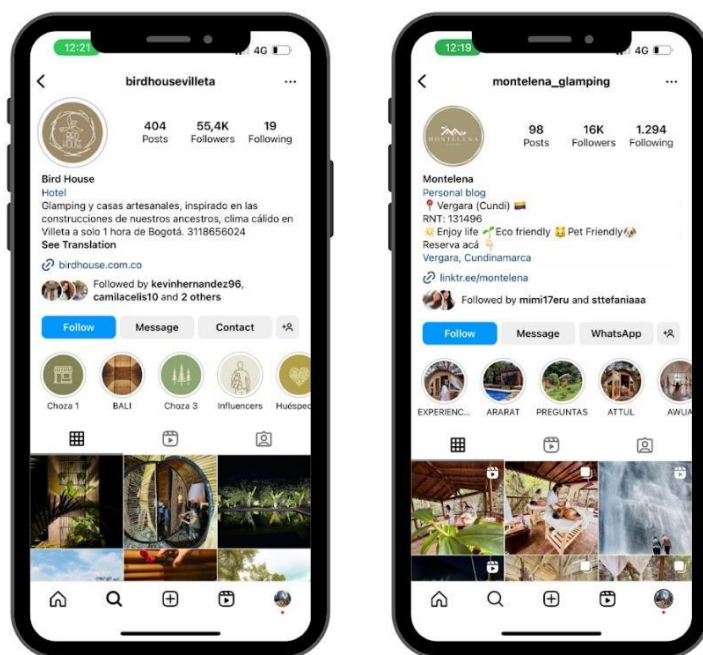 12:21
4G
birdhousevilleta
...
BIRD
HOUSE
404
55,4K
19
Posts
Followers
Following
Bird House
Hotel
Glamping y casas artesanales, inspirado en las
construcciones de nuestros ancestros, clima cálido en
Villeta a solo 1 hora de Bogotá. 3118656024
See Translation
birdhouse.com.co
Followed by kevinhernandez96,
camilacelis10 and 2 others
Follow
Message
Contact
Choza 1
BALI
Choza 3
Influencers
Huésped
12:19
4G
montelena_glamping
...
MONTELENA
98
16K
1.294
Posts
Followers
Following
Montelena
Personal blog
📍 Vergara (Cundi) 🇨🇴
RNT: 131496
☀️ Enjoy life 🌱 Eco friendly 🐱 Pet Friendly🐶
Reserva acá 👇🏻
Vergara, Cundinamarca
linktr.ee/montelena
Followed by mimi17eru and sttefaniaaa
Follow
Message
WhatsApp
EXPERIENC...
ARARAT
PREGUNTAS
ATTUL
AWUA